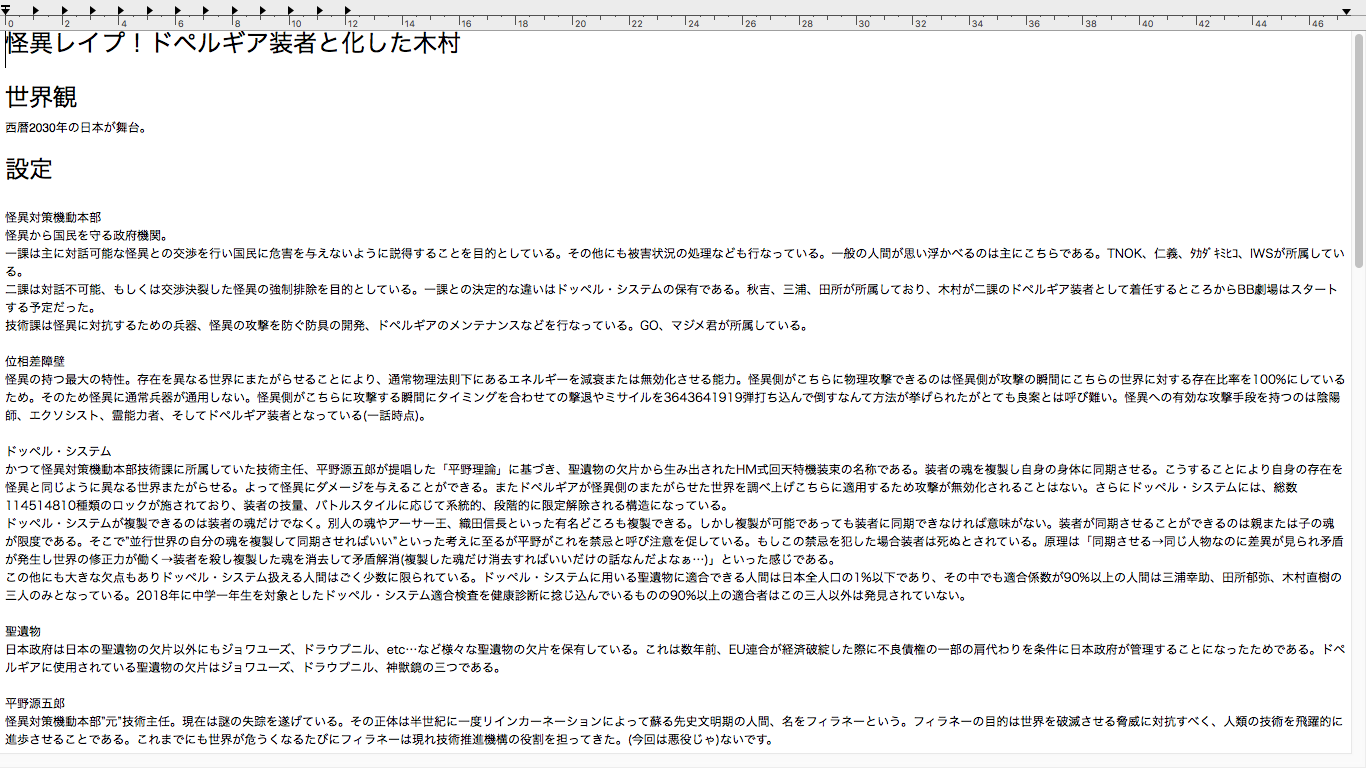 0 2 4 6 8 10 12 14 16 18 20 22 24 26 28 30 32 34 36 38 40 42 44 46
怪異レイプ！ドペルギア装者と化した木村
世界観
西暦2030年の日本が舞台。
設定
怪異対策機動本部
怪異から国民を守る政府機関。
一課は主に対話可能な怪異との交渉を行い国民に危害を与えないように説得することを目的としている。その他にも被害状況の処理なども行なっている。一般の人間が思い浮かべるのは主にこちらである。TNOK、仁義、ﾀｶﾀﾞｷﾐﾋｺ、IWSが所属してい
る。
二課は対話不可能、もしくは交渉決裂した怪異の強制排除を目的としている。一課との決定的な違いはドッペル・システムの保有である。秋吉、三浦、田所が所属しており、木村が二課のドペルギア装者として着任するところからBB劇場はスタート
する予定だった。
技術課は怪異に対抗するための兵器、怪異の攻撃を防ぐ防具の開発、ドペルギアのメンテナンスなどを行なっている。GO、マジメ君が所属している。
位相差障壁
怪異の持つ最大の特性。存在を異なる世界にまたがらせることにより、通常物理法則下にあるエネルギーを減衰または無効化させる能力。怪異側がこちらに物理攻撃できるのは怪異側が攻撃の瞬間にこちらの世界に対する存在比率を100%にしている
ため。そのため怪異に通常兵器が通用しない。怪異側がこちらに攻撃する瞬間にタイミングを合わせての撃退やミサイルを3643641919弾打ち込んで倒すなんて方法が挙げられたがとても良案とは呼び難い。怪異への有効な攻撃手段を持つのは陰陽
師、エクソシスト、霊能力者、そしてドペルギア装者となっている(一話時点)。
ドッペル・システム
かつて怪異対策機動本部技術課に所属していた技術主任、平野源五郎が提唱した「平野理論」に基づき、聖遺物の欠片から生み出されたHM式回天特機装束の名称である。装者の魂を複製し自身の身体に同期させる。こうすることにより自身の存在を
怪異と同じように異なる世界またがらせる。よって怪異にダメージを与えることができる。またドペルギアが怪異側のまたがらせた世界を調べ上げこちらに適用するため攻撃が無効化されることはない。さらにドッペル・システムには、総数
114514810種類のロックが施されており、装者の技量、バトルスタイルに応じて系統的、段階的に限定解除される構造になっている。
ドッペル・システムが複製できるのは装者の魂だけでなく。別人の魂やアーサー王、織田信長といった有名どころも複製できる。しかし複製が可能であっても装者に同期できなければ意味がない。装者が同期させることができるのは親または子の魂
が限度である。そこで"並行世界の自分の魂を複製して同期させればいい"といった考えに至るが平野がこれを禁忌と呼び注意を促している。もしこの禁忌を犯した場合装者は死ぬとされている。原理は「同期させる→同じ人物なのに差異が見られ矛盾
が発生し世界の修正力が働く→装者を殺し複製した魂を消去して矛盾解消(複製した魂だけ消去すればいいだけの話なんだよなぁ…)」といった感じである。
この他にも大きな欠点もありドッペル・システム扱える人間はごく少数に限られている。ドッペル・システムに用いる聖遺物に適合できる人間は日本全人口の1%以下であり、その中でも適合係数が90%以上の人間は三浦幸助、田所郁弥、木村直樹の
三人のみとなっている。2018年に中学一年生を対象としたドッペル・システム適合検査を健康診断に捻じ込んでいるものの90%以上の適合者はこの三人以外は発見されていない。
聖遺物
日本政府は日本の聖遺物の欠片以外にもジョワユーズ、ドラウプニル、etc…など様々な聖遺物の欠片を保有している。これは数年前、EU連合が経済破綻した際に不良債権の一部の肩代わりを条件に日本政府が管理することになったためである。ドペ
ルギアに使用されている聖遺物の欠片はジョワユーズ、ドラウプニル、神獣鏡の三つである。
平野源五郎
怪異対策機動本部"元"技術主任。現在は謎の失踪を遂げている。その正体は半世紀に一度リインカーネーションによって蘇る先史文明期の人間、名をフィラネーという。フィラネーの目的は世界を破滅させる脅威に対抗すべく、人類の技術を飛躍的に
進歩させることである。これまでにも世界が危うくなるたびにフィラネーは現れ技術推進機構の役割を担ってきた。(今回は悪役じゃ)ないです。